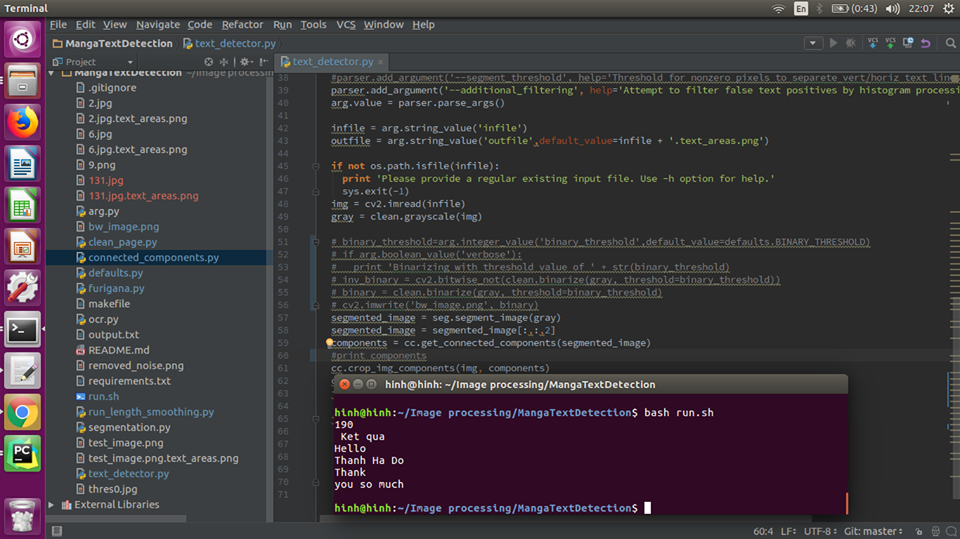 Terminal
En
(0:43)
22:07
File Edit View Navigate Code Refactor Run Tools VCS Window Help
MangaTextDetection text_detector.py
VCS VCS
Project
text_detector.py
MangaTextDetection ~/Image processing
.gitignore
2.jpg
2.jpg.text_areas.png
6.jpg
6.jpg.text_areas.png
9.png
131.jpg
131.jpg.text_areas.png
arg.py
bw_image.png
clean_page.py
connected_components.py
defaults.py
furigana.py
makefile
ocr.py
output.txt
README.md
removed_noise.png
requirements.txt
run.sh
run_length_smoothing.py
segmentation.py
test_image.png
test_image.png.text_areas.png
text_detector.py
thres0.jpg
External Libraries
38 #parser.add_argument('--segment_threshold', help='Threshold for nonzero pixels to separete vert/horiz text line
39 parser.add_argument('--additional_filtering', help='Attempt to filter false text positives by histogram processi
40 arg.value = parser.parse_args()
41
42 infile = arg.string_value('infile')
43 outfile = arg.string_value('outfile',default_value=infile + '.text_areas.png')
44
45 if not os.path.isfile(infile):
46 print 'Please provide a regular existing input file. Use -h option for help.'
47 sys.exit(-1)
48 img = cv2.imread(infile)
49 gray = clean.grayscale(img)
50
51 # binary_threshold=arg.integer_value('binary_threshold',default_value=defaults.BINARY_THRESHOLD)
52 # if arg.boolean_value('verbose'):
53 # print 'Binarizing with threshold value of ' + str(binary_threshold)
54 # inv_binary = cv2.bitwise_not(clean.binarize(gray, threshold=binary_threshold))
55 # binary = clean.binarize(gray, threshold=binary_threshold)
56 # cv2.imwrite('bw_image.png', binary)
57 segmented_image = seg.segment_image(gray)
58 segmented_image = segmented_image[:,:,2]
59 components = cc.get_connected_components(segmented_image)
60 #print components
61 cc.crop_img_components(img, components)
62
63
64
65
66
67
68
69
70
71
hinh@hinh: ~/Image processing/MangaTextDetection
hinh@hinh:~/Image processing/MangaTextDetection$ bash run.sh
190
Ket qua
Hello
Thanh Ha Do
Thank
you so much
hinh@hinh:~/Image processing/MangaTextDetection$
60:4 LF÷ UTF-8÷ Git: master÷